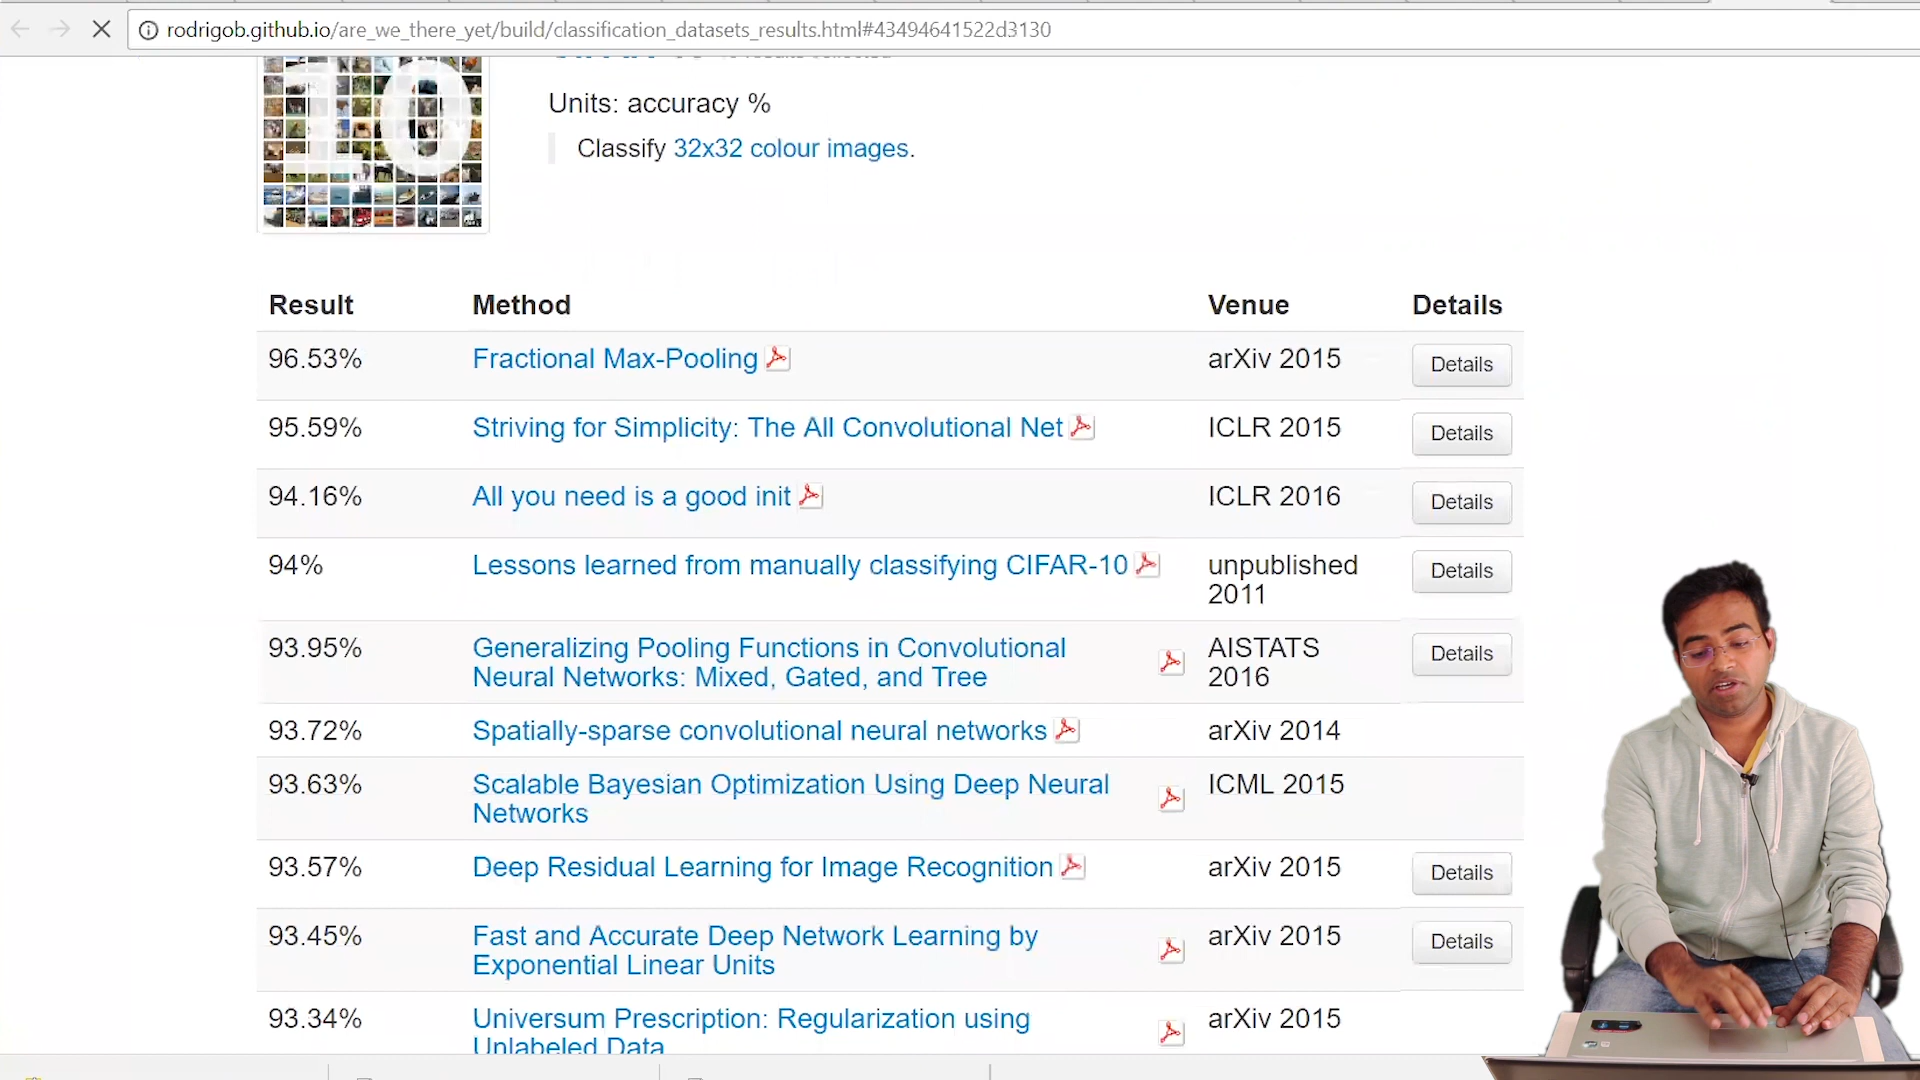 rodrigob.github.io/are_we_there_yet/build/classification_datasets_results.html#43494641522d3130
10
Units: accuracy %
Classify 32x32 colour images.
Result Method Venue Details
96.53% Fractional Max-Pooling arXiv 2015 Details
95.59% Striving for Simplicity: The All Convolutional Net ICLR 2015 Details
94.16% All you need is a good init ICLR 2016 Details
94% Lessons learned from manually classifying CIFAR-10 unpublished Details
2011
93.95% Generalizing Pooling Functions in Convolutional AISTATS Details
Neural Networks: Mixed, Gated, and Tree 2016
93.72% Spatially-sparse convolutional neural networks arXiv 2014
93.63% Scalable Bayesian Optimization Using Deep Neural ICML 2015
Networks
93.57% Deep Residual Learning for Image Recognition arXiv 2015 Details
93.45% Fast and Accurate Deep Network Learning by arXiv 2015 Details
Exponential Linear Units
93.34% Universum Prescription: Regularization using arXiv 2015
Unlabeled Data